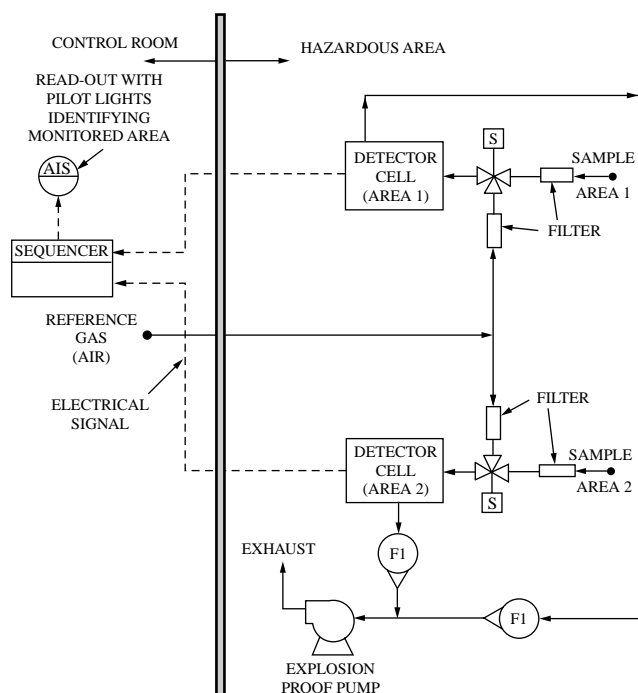 CONTROL ROOM
HAZARDOUS AREA
READ-OUT WITH
PILOT LIGHTS
IDENTIFYING
MONITORED AREA
AIS
SEQUENCER
REFERENCE
GAS
(AIR)
ELECTRICAL
SIGNAL
DETECTOR
CELL
(AREA 1)
S
SAMPLE
AREA 1
FILTER
FILTER
DETECTOR
CELL
(AREA 2)
S
SAMPLE
AREA 2
F1
EXHAUST
F1
EXPLOSION
PROOF PUMP